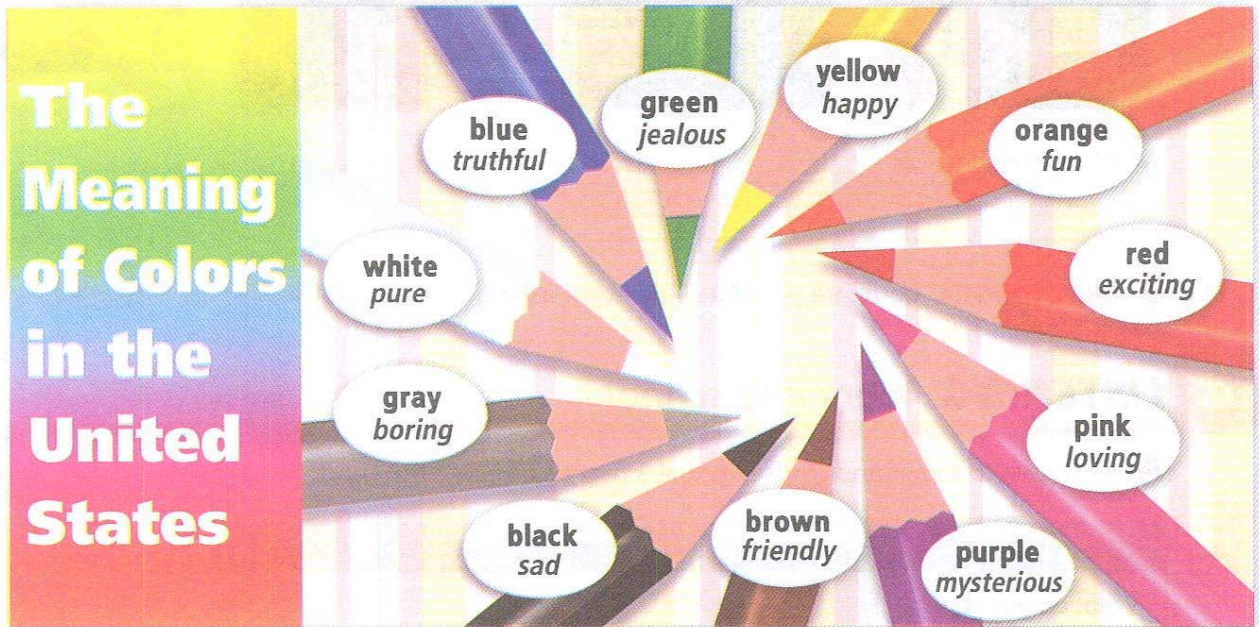 The
Meaning
of Colors
in the
United
States
blue
truthful
green
jealous
yellow
happy
orange
fun
white
pure
red
exciting
gray
boring
pink
loving
black
sad
brown
friendly
purple
mysterious